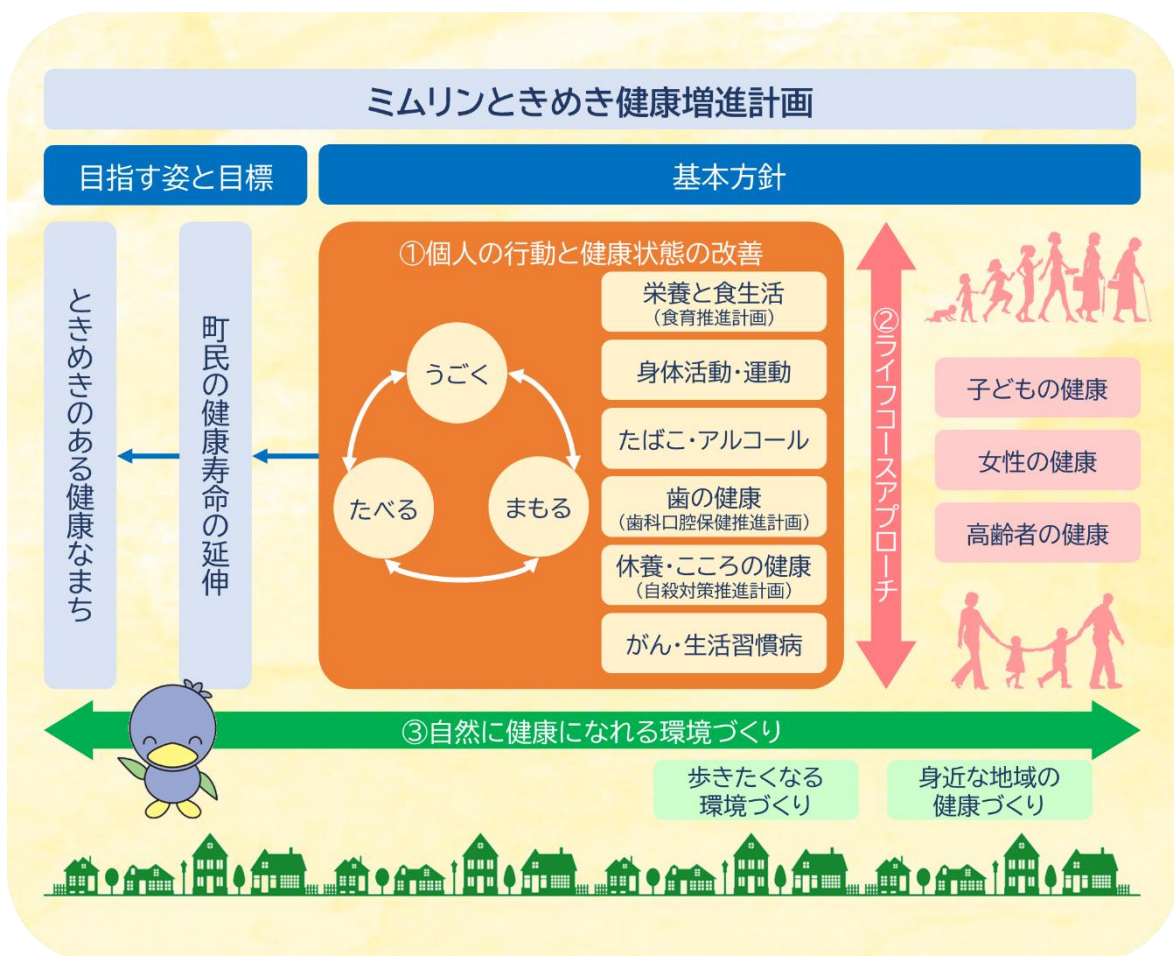 ミムリンときめき健康増進計画
目指す姿と目標
基本方針
ときめきのある健康なまち
町民の健康寿命の延伸
①個人の行動と健康状態の改善
うごく
たべる
まもる
栄養と食生活
(食育推進計画)
身体活動・運動
たばこ・アルコール
歯の健康
(歯科口腔保健推進計画)
休養・こころの健康
(自殺対策推進計画)
がん・生活習慣病
②ライフコースアプローチ
子どもの健康
女性の健康
高齢者の健康
③自然に健康になれる環境づくり
歩きたくなる
環境づくり
身近な地域の
健康づくり